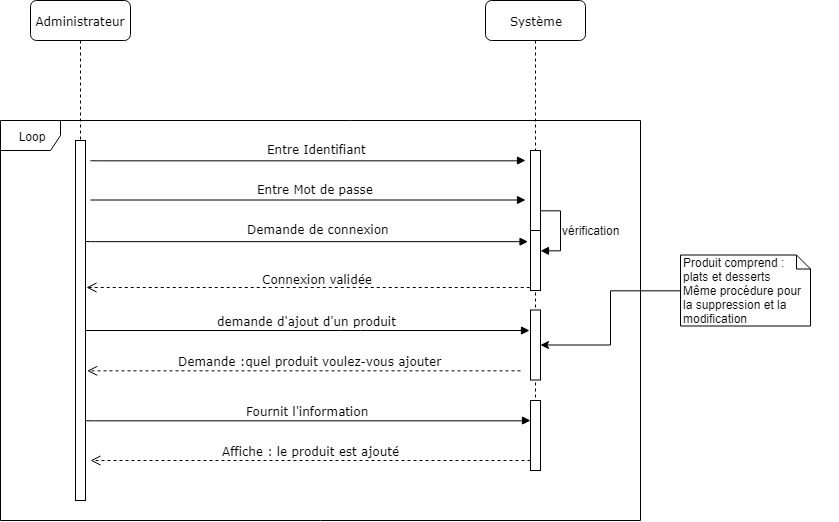 Administrateur
Système
Loop
Entre Identifiant
Entre Mot de passe
Demande de connexion
vérification
Connexion validée
Produit comprend :
plats et desserts
Même procédure pour
la suppression et la
modification
demande d'ajout d'un produit
Demande :quel produit voulez-vous ajouter
Fournit l'information
Affiche : le produit est ajouté